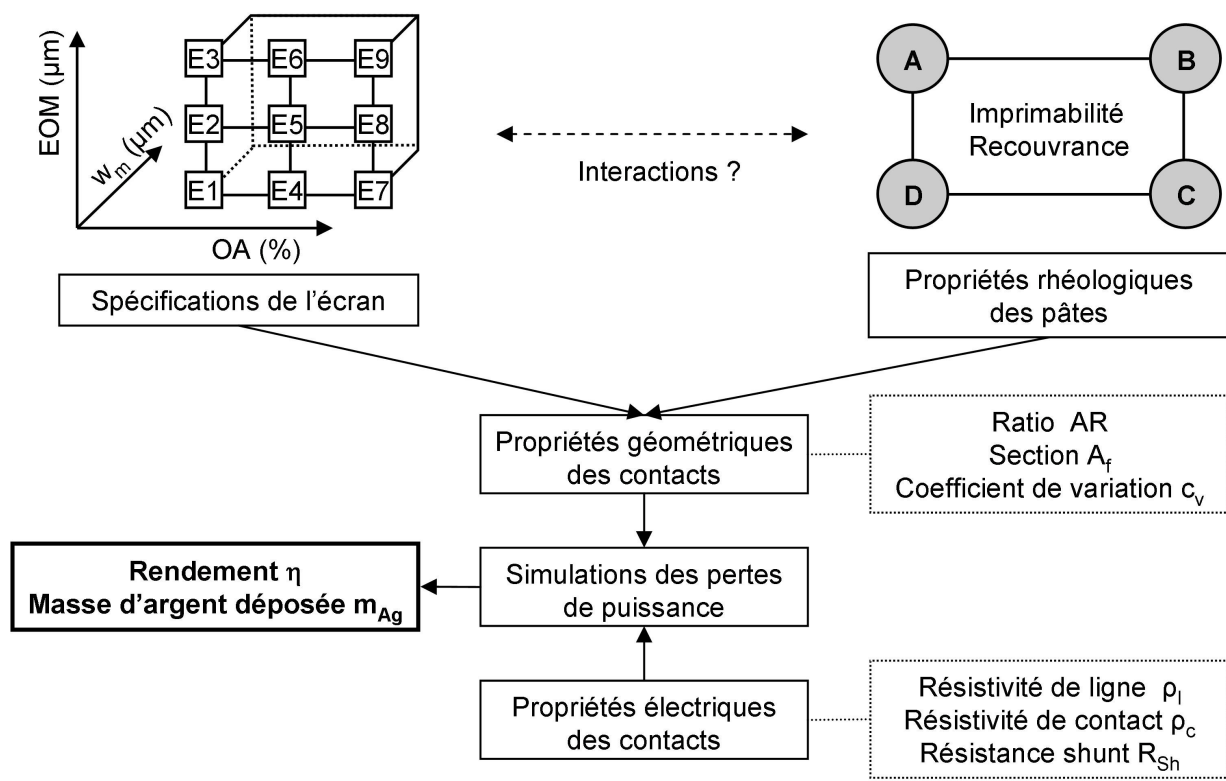 EOM (µm)
w_m (µm)
OA (%)
E3 E6 E9
E2 E5 E8
E1 E4 E7
Interactions ?
A B
Imprimabilité
Recouvrance
D C
Spécifications de l’écran
Propriétés rhéologiques
des pâtes
Propriétés géométriques
des contacts
Ratio AR
Section A_f
Coefficient de variation c_v
Rendement η
Masse d’argent déposée m_Ag
Simulations des pertes
de puissance
Propriétés électriques
des contacts
Résistivité de ligne ρ_l
Résistivité de contact ρ_c
Résistance shunt R_Sh